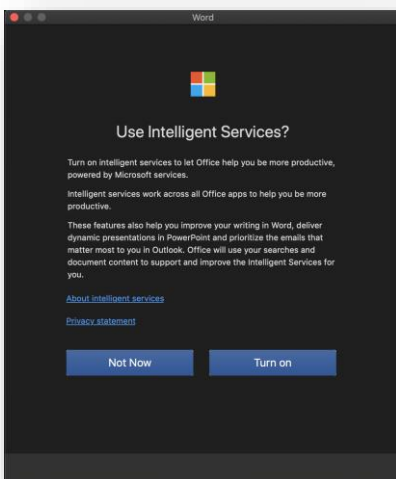 Word
Use Intelligent Services?
Turn on intelligent services to let Office help you be more productive,
powered by Microsoft services.
Intelligent services work across all Office apps to help you be more
productive.
These features also help you improve your writing in Word, deliver
dynamic presentations in PowerPoint and prioritize the emails that
matter most to you in Outlook. Office will use your searches and
document content to support and improve the Intelligent Services for
you.
About intelligent services
Privacy statement
Not Now
Turn on